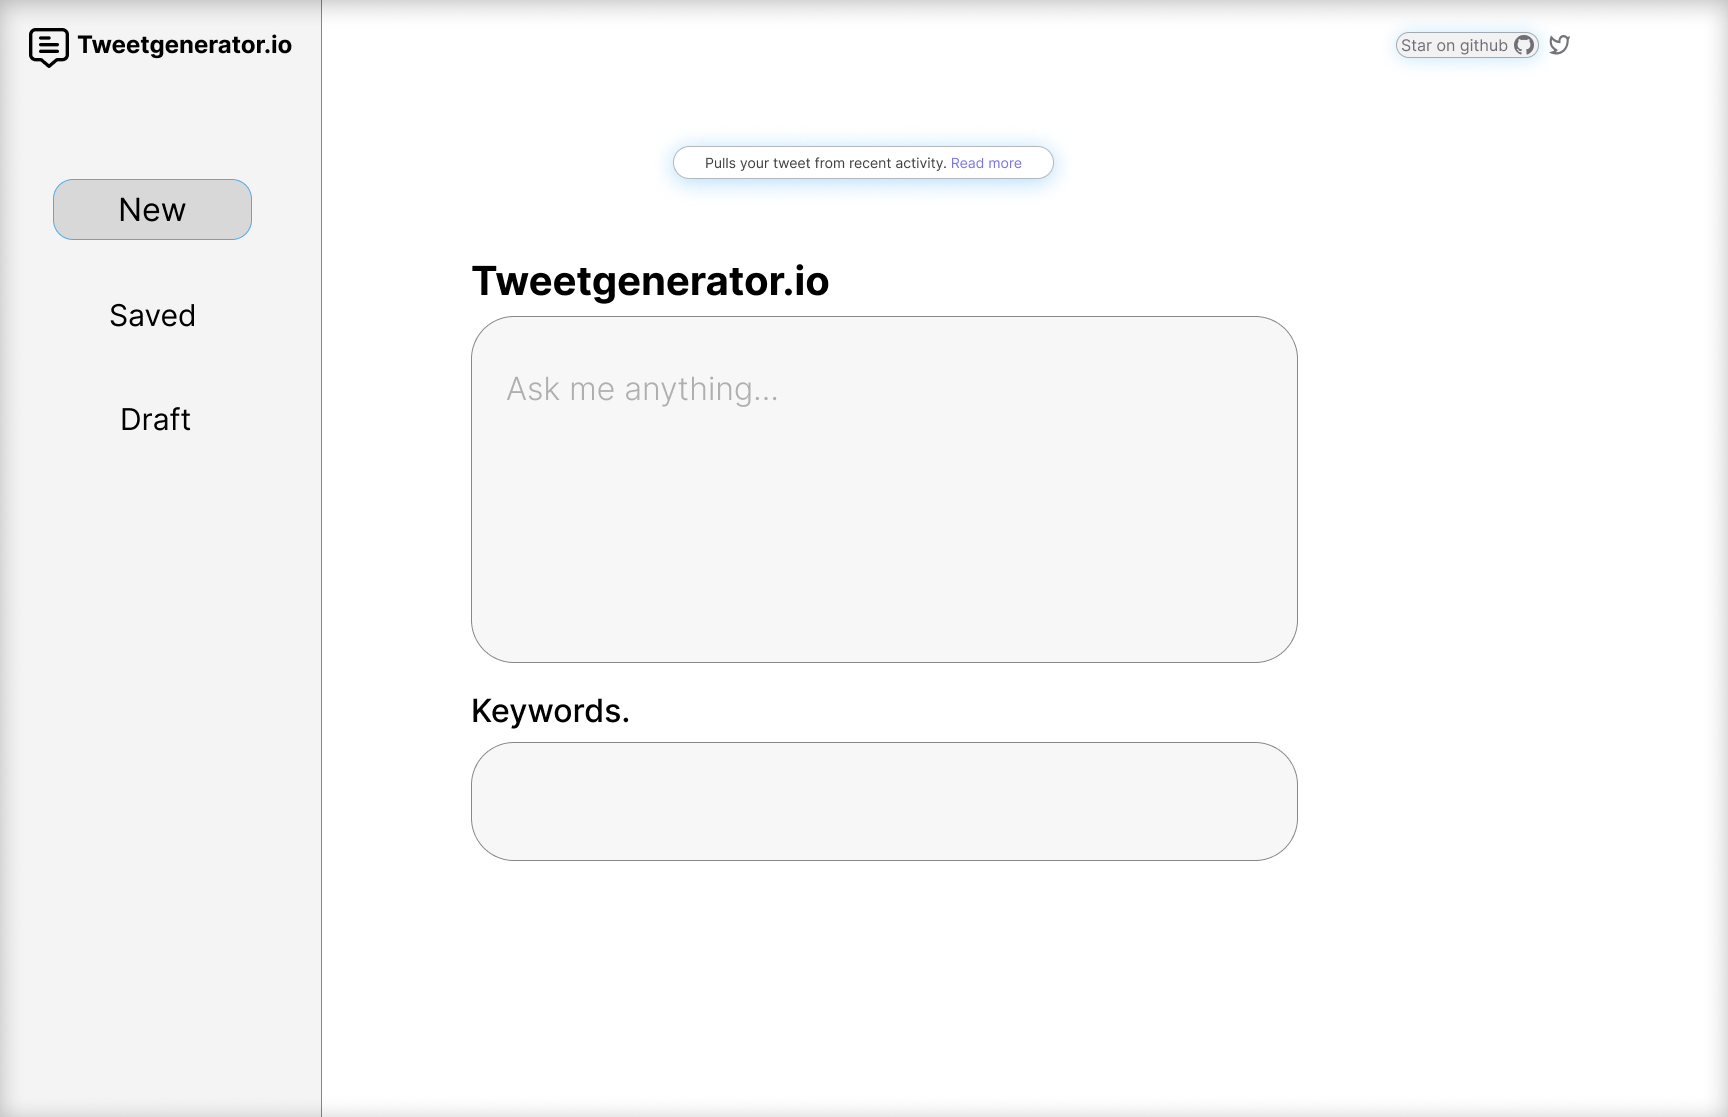 Tweetgenerator.io
New
Saved
Draft
Star on github
Pulls your tweet from recent activity. Read more
Tweetgenerator.io
Ask me anything...
Keywords.